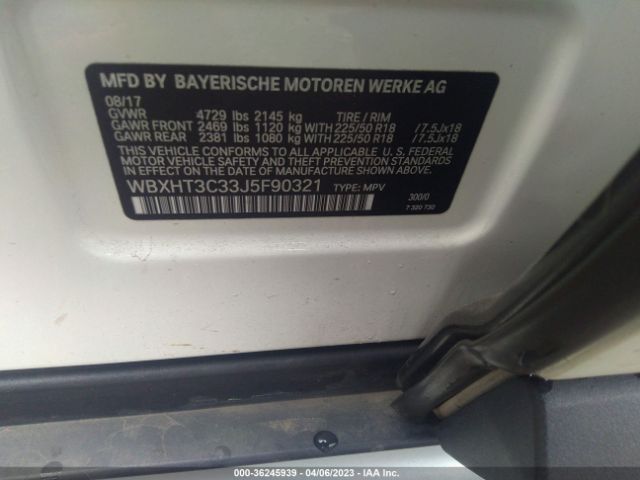 MFD BY BAYERISCHE MOTOREN WERKE AG
08/17
GVWR 4729 lbs 2145 kg TIRE / RIM
GAWR FRONT 2469 lbs 1120 kg WITH 225/50 R18 /7.5Jx18
GAWR REAR 2381 lbs 1080 kg WITH 225/50 R18 /7.5Jx18
THIS VEHICLE CONFORMS TO ALL APPLICABLE U. S. FEDERAL
MOTOR VEHICLE SAFETY AND THEFT PREVENTION STANDARDS
IN EFFECT ON THE DATE OF MANUFACTURE SHOWN ABOVE.
WBXHT3C33J5F90321 TYPE: MPV 300/0
7 320 732
000-36245939 - 04/06/2023 - IAA Inc.